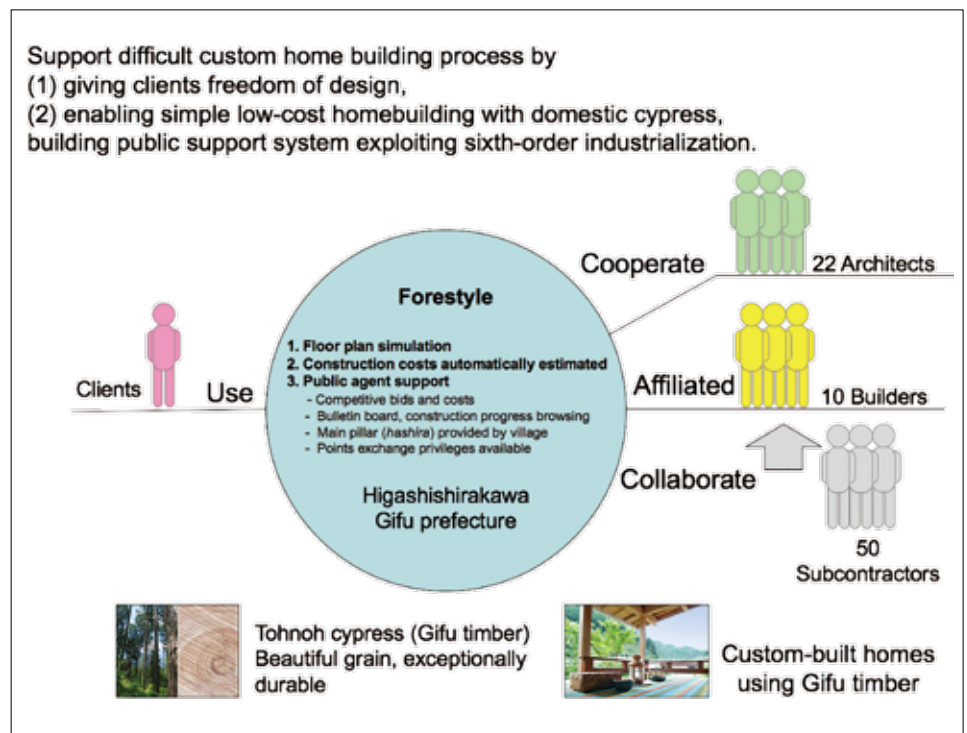 Support difficult custom home building process by
(1) giving clients freedom of design,
(2) enabling simple low-cost homebuilding with domestic cypress,
building public support system exploiting sixth-order industrialization.
Cooperate
22 Architects
Forestyle
1. Floor plan simulation
2. Construction costs automatically estimated
3. Public agent support
- Competitive bids and costs
- Bulletin board, construction progress browsing
- Main pillar (hashira) provided by village
- Points exchange privileges available
Higashishirakawa
Gifu prefecture
Clients
Use
Affiliated
10 Builders
Collaborate
50
Subcontractors
Tohnoh cypress (Gifu timber)
Beautiful grain, exceptionally
durable
Custom-built homes
using Gifu timber